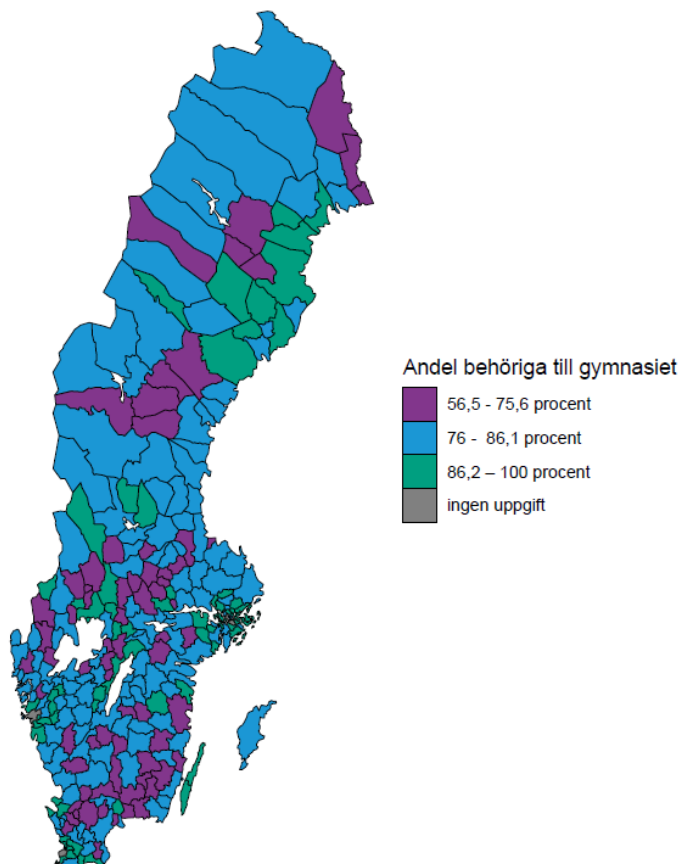 Andel behöriga till gymnasiet
56,5 - 75,6 procent
76 - 86,1 procent
86,2 – 100 procent
ingen uppgift